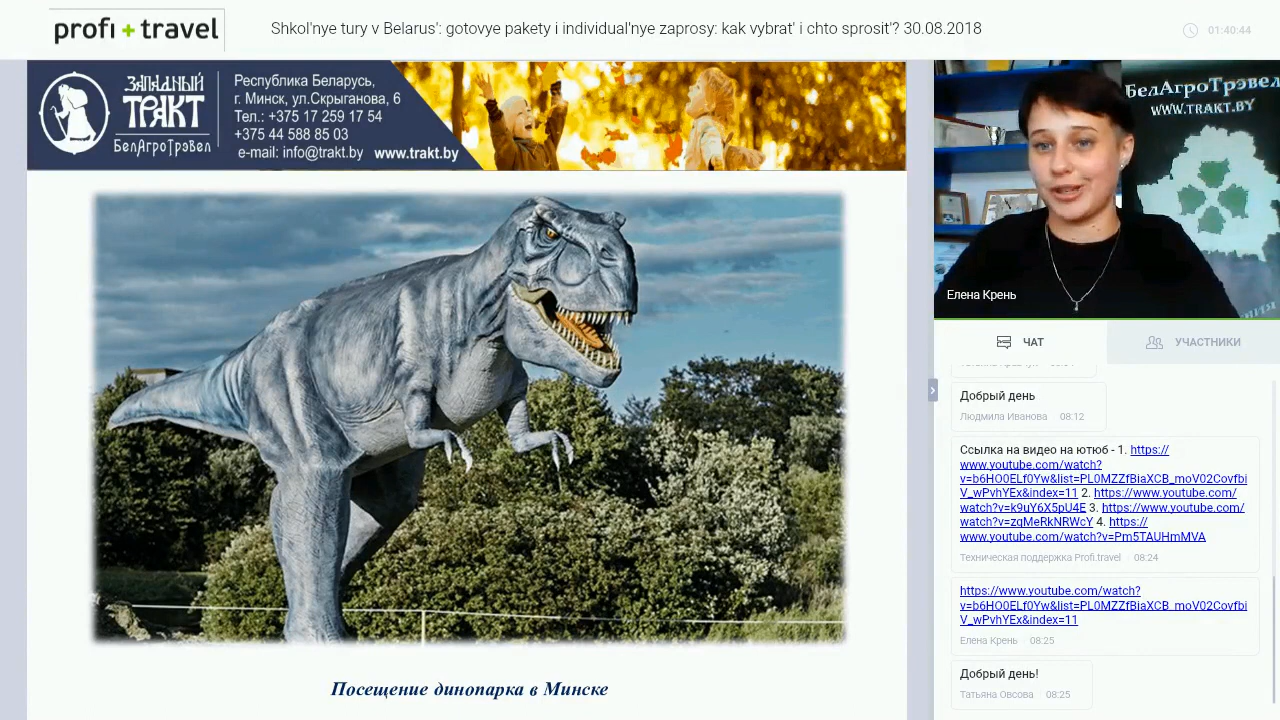 profi + travel
Shkol'nye tury v Belarus': gotovye pakety i individual'nye zaprosy: kak vybrat' i chto sprosit'? 30.08.2018
01:40:44
ЗАПАДНЫЙ
ТРАКТ
БелАгроТрэвел
Республика Беларусь,
г. Минск, ул.Скрыганова, 6
Тел.: +375 17 259 17 54
+375 44 588 85 03
e-mail: info@trakt.by www.trakt.by
Посещение динопарка в Минске
БелАгроТрэвел
WWW.TRAKT.BY
Елена Крень
ЧАТ
УЧАСТНИКИ
Добрый день
Людмила Иванова 08:12
Ссылка на видео на ютюб - 1. https://
www.youtube.com/watch?
v=b6HO0ELf0Yw&list=PL0MZZfBiaXCB_moV02Covfbi
V_wPvhYEx&index=11 2. https://www.youtube.com/
watch?v=k9uY6X5pU4E 3. https://www.youtube.com/
watch?v=zgMeRkNRWcY 4. https://
www.youtube.com/watch?v=Pm5TAUHmMVA
Техническая поддержка Profi.travel 08:24
https://www.youtube.com/watch?
v=b6HO0ELf0Yw&list=PL0MZZfBiaXCB_moV02Covfbi
V_wPvhYEx&index=11
Елена Крень 08:25
Добрый день!
Татьяна Овсова 08:25